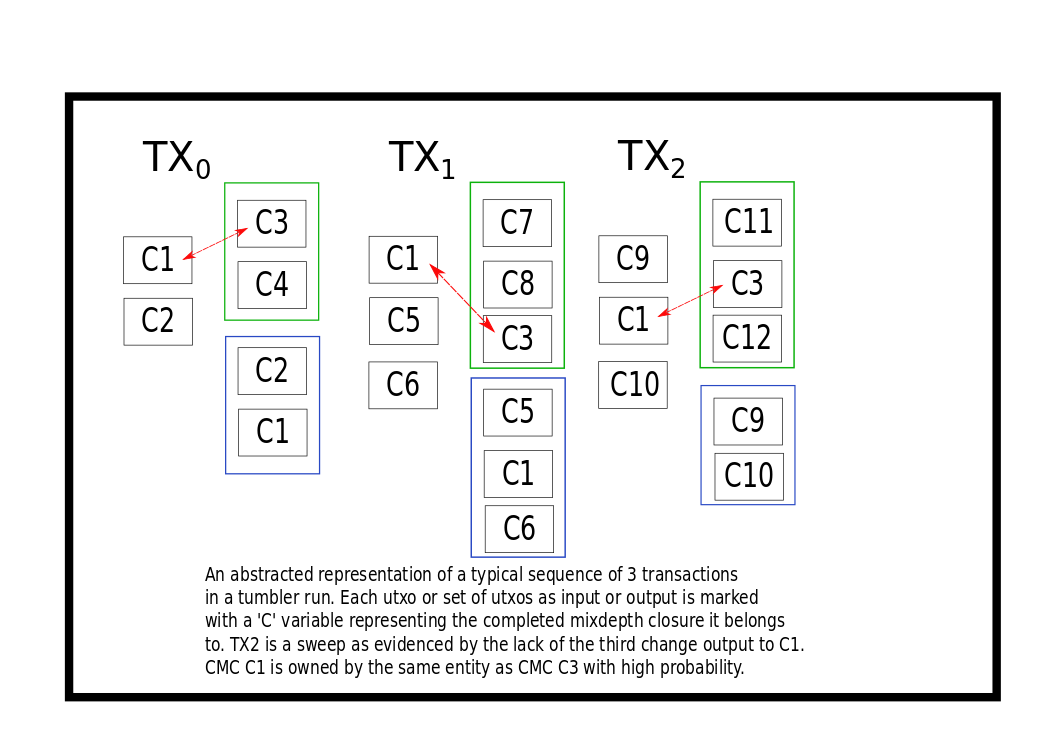 TX0
C1
C2
C3
C4
C2
C1
TX1
C1
C5
C6
C7
C8
C3
C5
C1
C6
TX2
C9
C1
C10
C11
C3
C12
C9
C10
An abstracted representation of a typical sequence of 3 transactions
in a tumbler run. Each utxo or set of utxos as input or output is marked
with a 'C' variable representing the completed mixdepth closure it belongs
to. TX2 is a sweep as evidenced by the lack of the third change output to C1.
CMC C1 is owned by the same entity as CMC C3 with high probability.